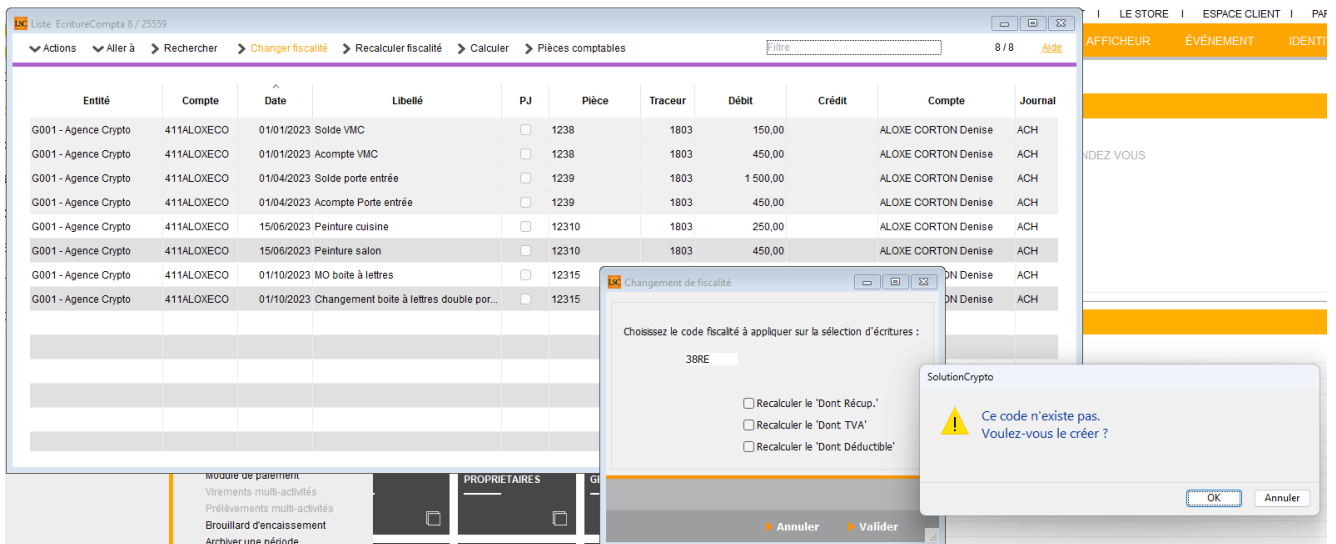 LE STORE I ESPACE CLIENT I
AFFICHEUR ÉVÉNEMENT
NDEZ VOUS
LSC Liste EcritureCompta 8 / 25559
Actions Aller à Rechercher Changer fiscalité Recalculer fiscalité Calculer Pièces comptables Filtre 8 / 8 Aide
Entité Compte Date Libellé PJ Pièce Traceur Débit Crédit Compte Journal
G001 - Agence Crypto 411ALOXECO 01/01/2023 Solde VMC 1238 1803 150,00 ALOXE CORTON Denise ACH
G001 - Agence Crypto 411ALOXECO 01/01/2023 Acompte VMC 1238 1803 450,00 ALOXE CORTON Denise ACH
G001 - Agence Crypto 411ALOXECO 01/04/2023 Solde porte entrée 1239 1803 1 500,00 ALOXE CORTON Denise ACH
G001 - Agence Crypto 411ALOXECO 01/04/2023 Acompte Porte entrée 1239 1803 450,00 ALOXE CORTON Denise ACH
G001 - Agence Crypto 411ALOXECO 15/06/2023 Peinture cuisine 12310 1803 250,00 ALOXE CORTON Denise ACH
G001 - Agence Crypto 411ALOXECO 15/06/2023 Peinture salon 12310 1803 450,00 ALOXE CORTON Denise ACH
G001 - Agence Crypto 411ALOXECO 01/10/2023 MO boite à lettres 12315 ON Denise ACH
G001 - Agence Crypto 411ALOXECO 01/10/2023 Changement boite à lettres double por... 12315 ON Denise ACH
LSC Changement de fiscalité
Choisissez le code fiscalité à appliquer sur la sélection d'écritures :
38RE
Recalculer le 'Dont Récup.'
Recalculer le 'Dont TVA'
Recalculer le 'Dont Déductible'
Annuler Valider
SolutionCrypto
Ce code n'existe pas.
Voulez-vous le créer ?
OK Annuler
Module de paiement
Virements multi-activités
Prélèvements multi-activités
Brouillard d'encaissement
Archiver une période
PROPRIETAIRES